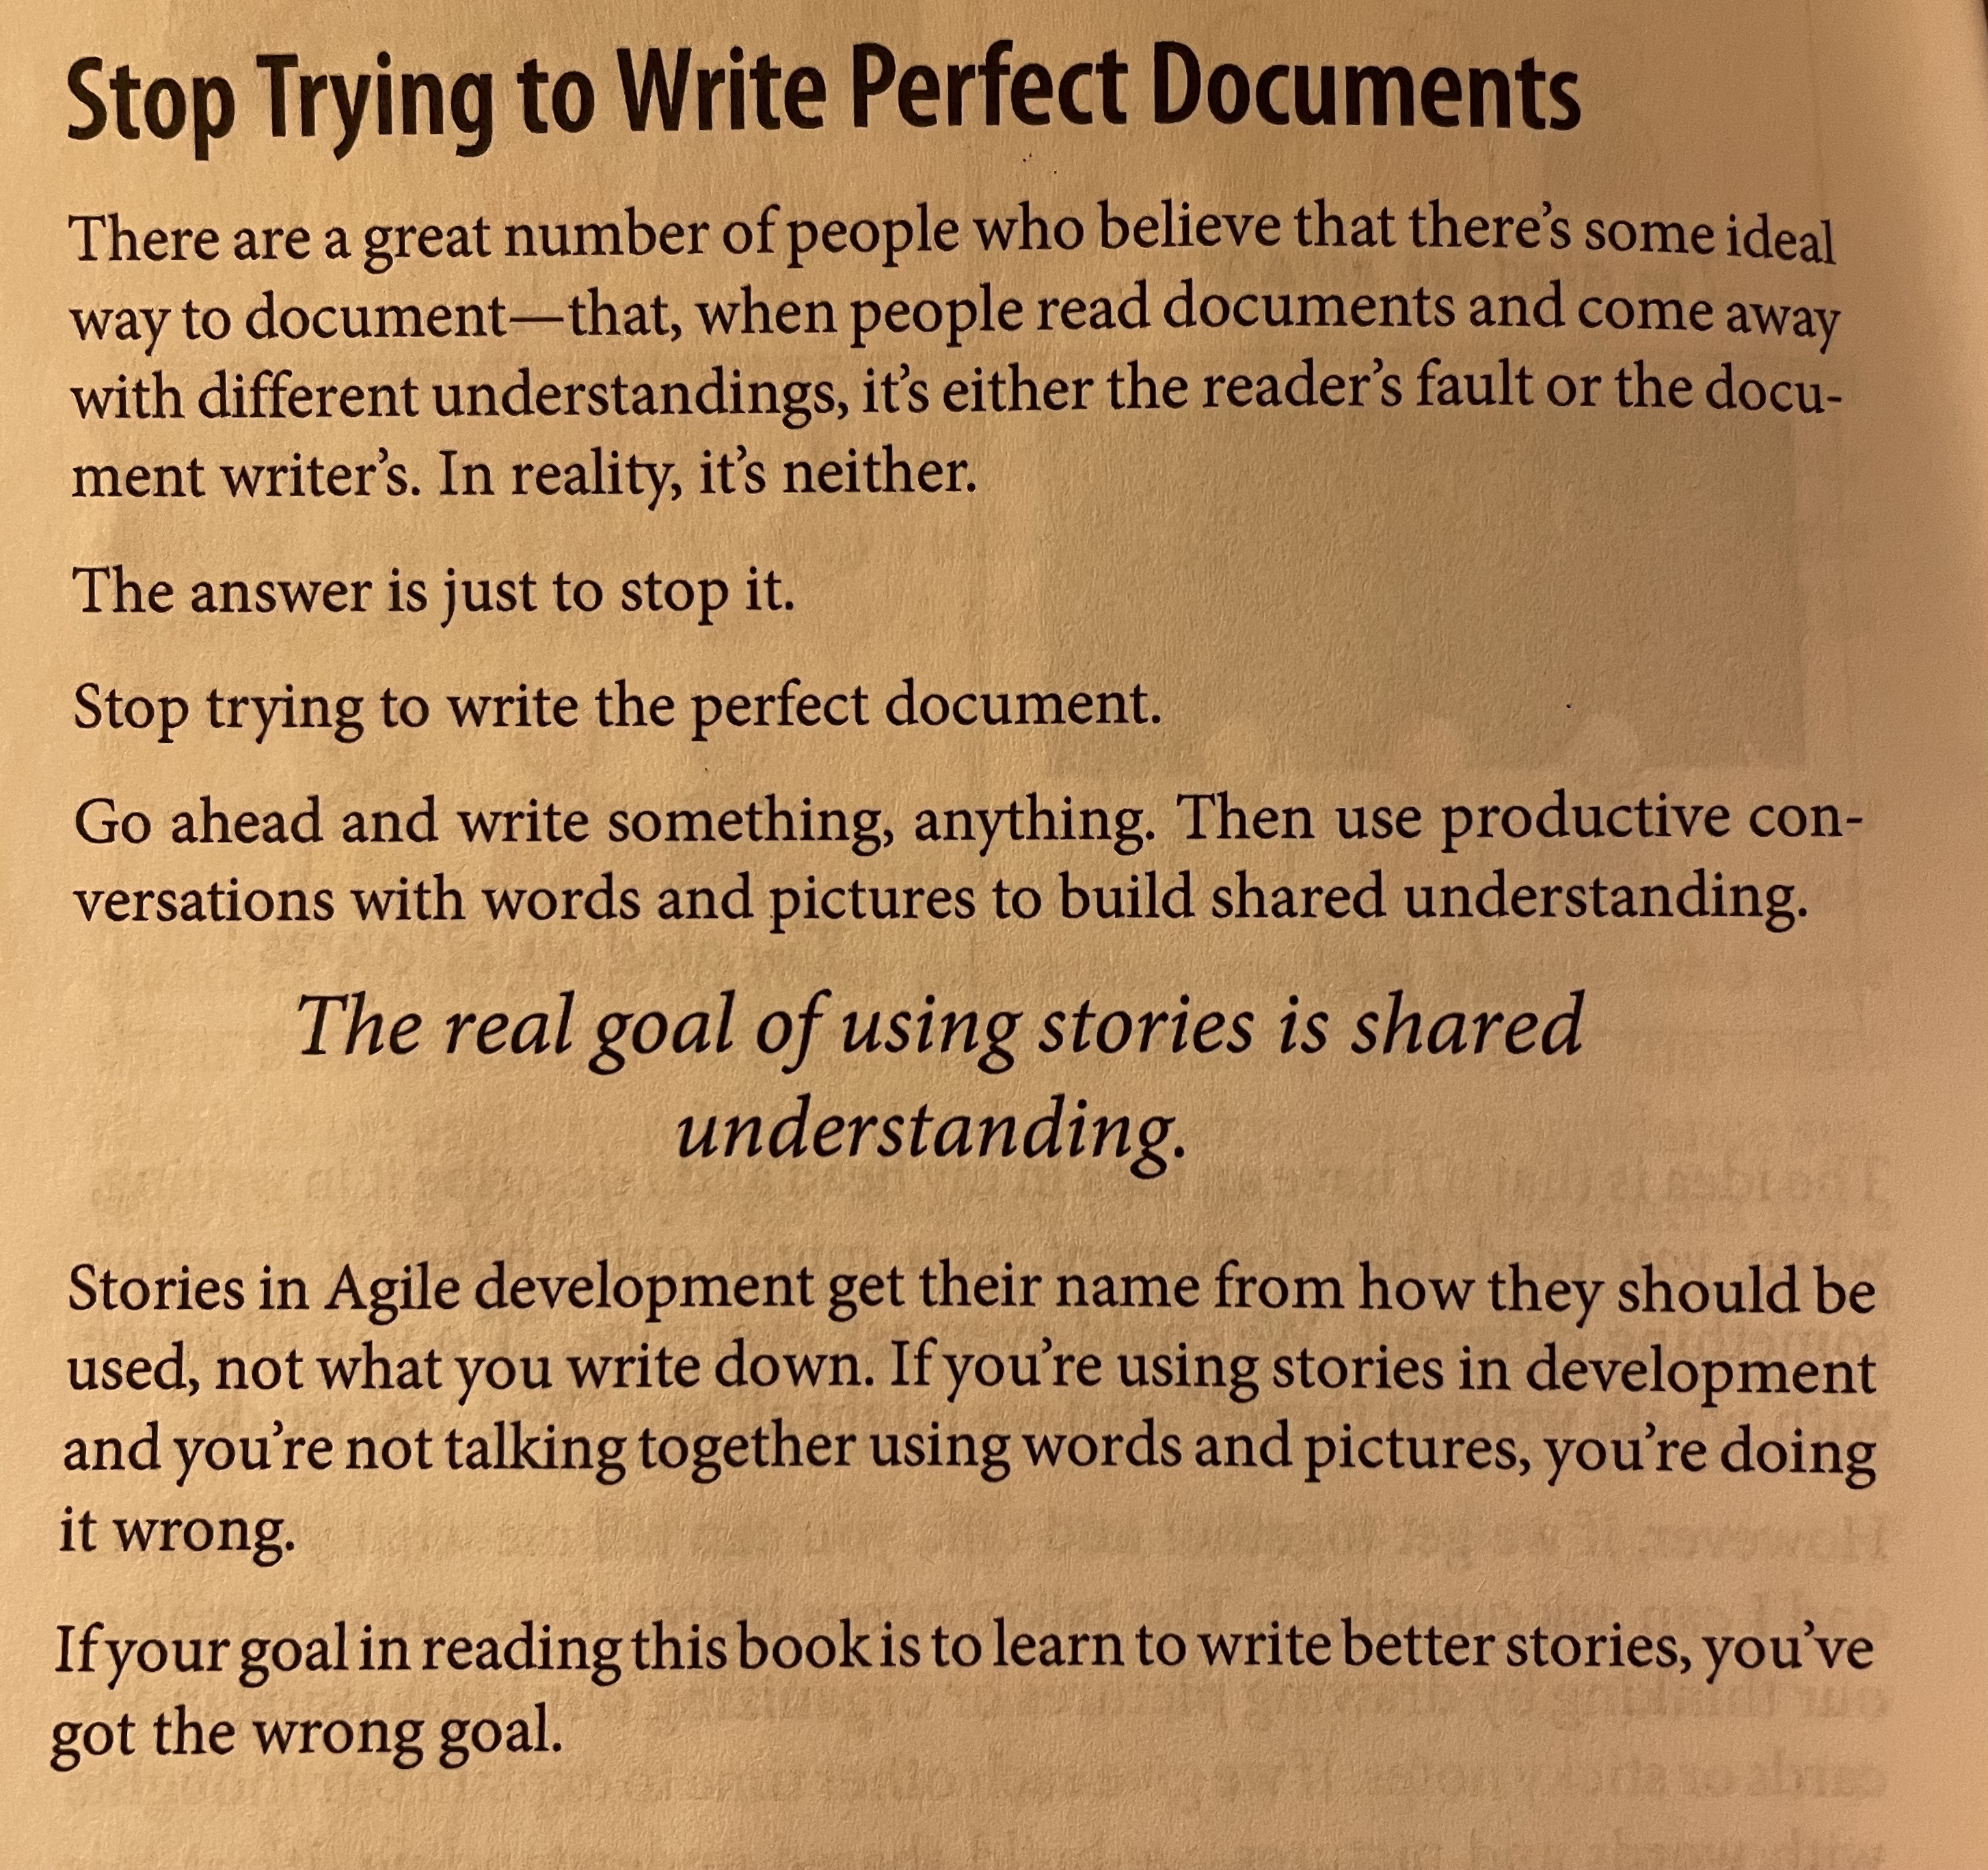 Stop Trying to Write Perfect Documents
There are a great number of people who believe that there’s some ideal
way to document—that, when people read documents and come away
with different understandings, it’s either the reader’s fault or the docu-
ment writer’s. In reality, it’s neither.
The answer is just to stop it.
Stop trying to write the perfect document.
Go ahead and write something, anything. Then use productive con-
versations with words and pictures to build shared understanding.
The real goal of using stories is shared
understanding.
Stories in Agile development get their name from how they should be
used, not what you write down. If you’re using stories in development
and you’re not talking together using words and pictures, you’re doing
it wrong.
If your goal in reading this book is to learn to write better stories, you’ve
got the wrong goal.